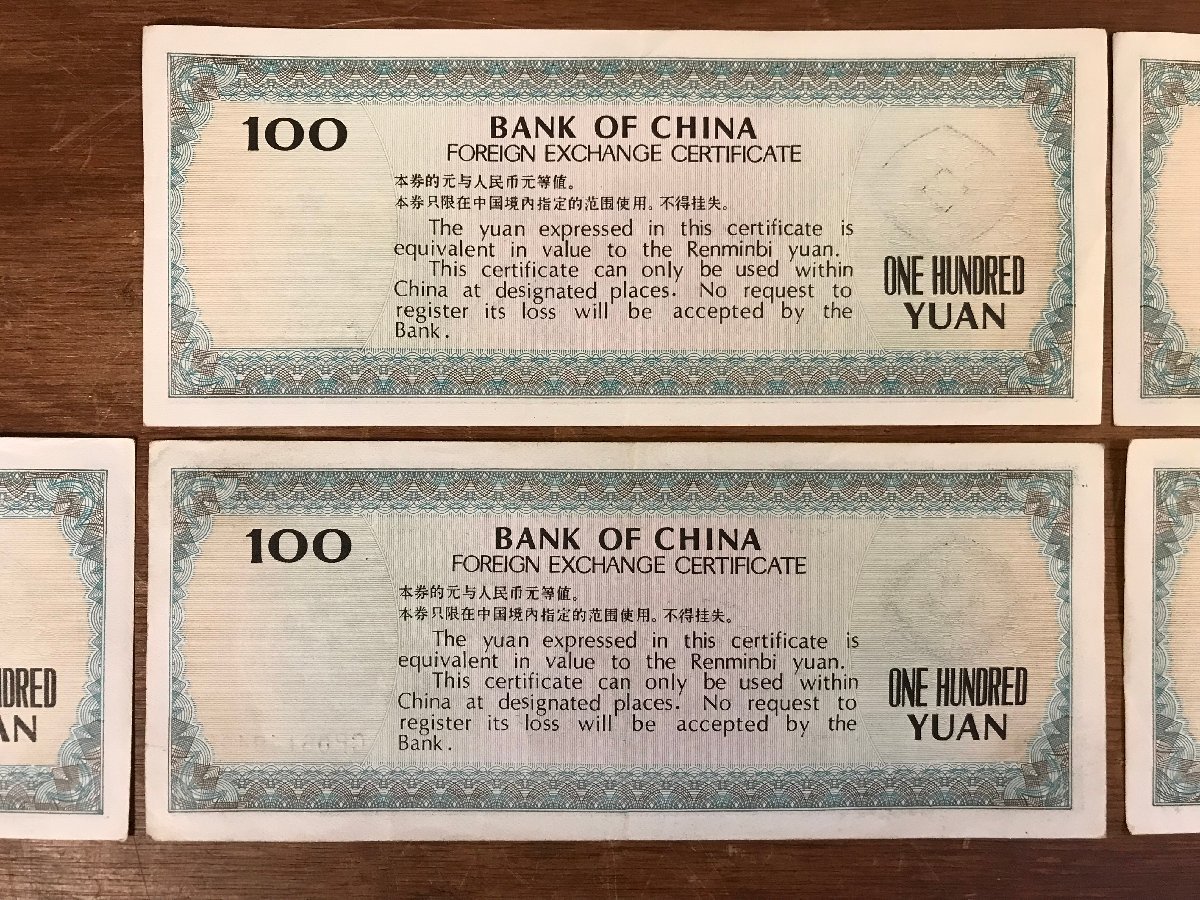 100
BANK OF CHINA
FOREIGN EXCHANGE CERTIFICATE
本券的元与人民币元等值。
本券只限在中国境内指定的范围使用。不得挂失。
The yuan expressed in this certificate is
equivalent in value to the Renminbi yuan.
This certificate can only be used within
China at designated places. No request to
register its loss will be accepted by the
Bank.
ONE HUNDRED
YUAN
100
BANK OF CHINA
FOREIGN EXCHANGE CERTIFICATE
本券的元与人民币元等值。
本券只限在中国境内指定的范围使用。不得挂失。
The yuan expressed in this certificate is
equivalent in value to the Renminbi yuan.
This certificate can only be used within
China at designated places. No request to
register its loss will be accepted by the
Bank.
ONE HUNDRED
YUAN
DRED
AN